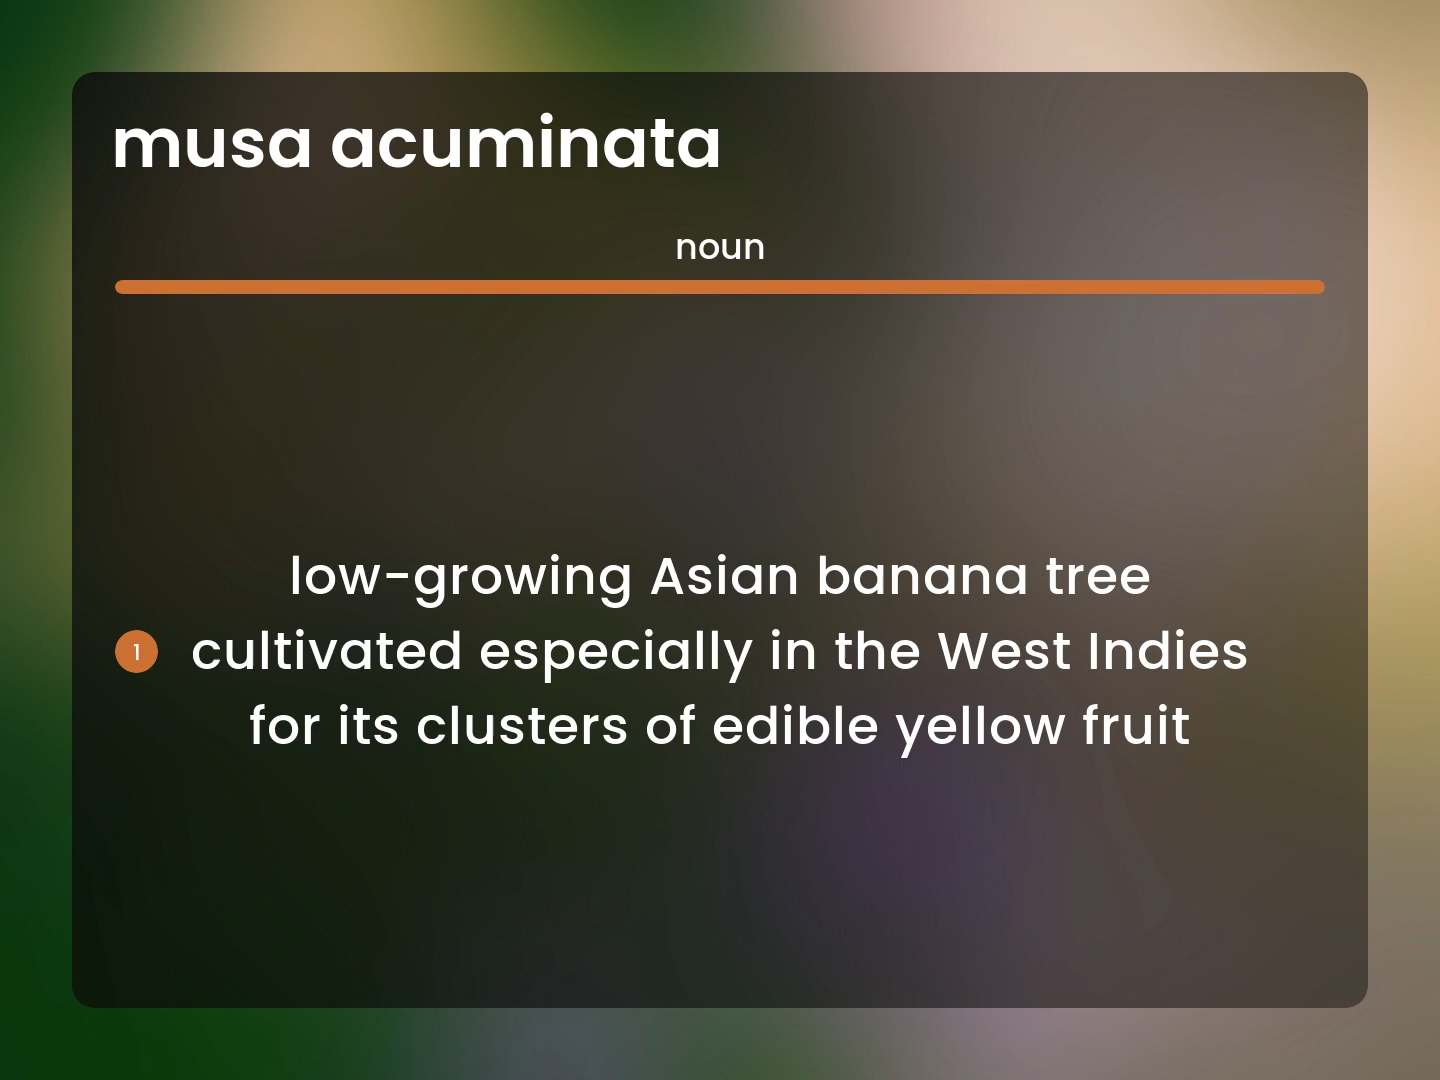 musa acuminata
noun
low-growing Asian banana tree
1 cultivated especially in the West Indies
for its clusters of edible yellow fruit